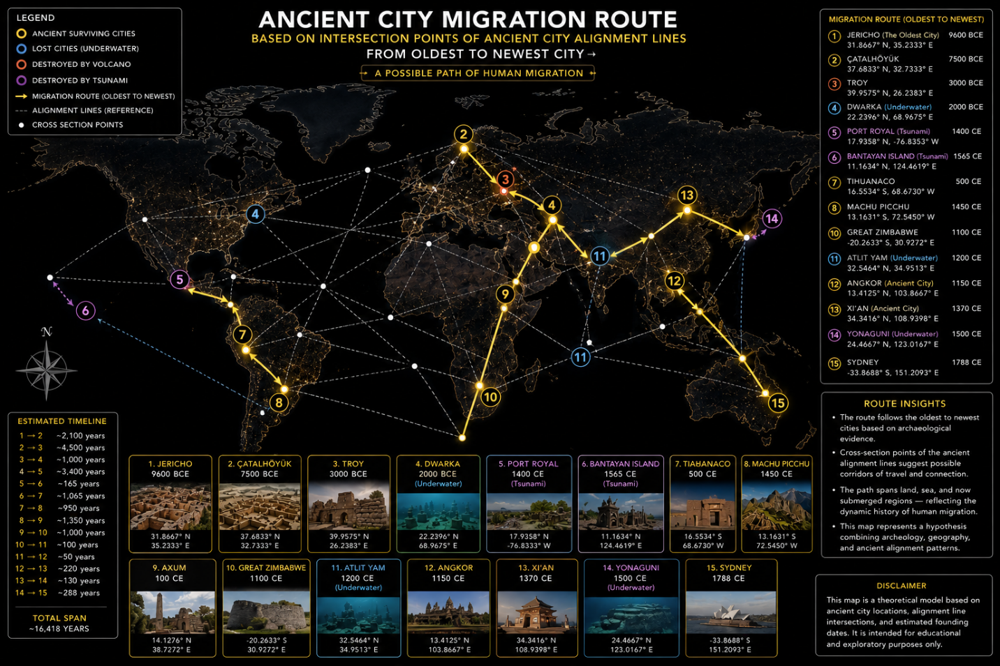 LEGEND
ANCIENT SURVIVING CITIES
LOST CITIES (UNDERWATER)
DESTROYED BY VOLCANO
DESTROYED BY TSUNAMI
MIGRATION ROUTE (OLDEST TO NEWEST)
ALIGNMENT LINES (REFERENCE)
CROSS SECTION POINTS
ANCIENT CITY MIGRATION ROUTE
BASED ON INTERSECTION POINTS OF ANCIENT CITY ALIGNMENT LINES
FROM OLDEST TO NEWEST CITY→
A POSSIBLE PATH OF HUMAN MIGRATION
MIGRATION ROUTE (OLDEST TO NEWEST)
1 JERICHO (The Oldest City) 9600 BCE
31.8667° N, 35.2333° E
2 ÇATALHÖYÜK 7500 BCE
37.6833° N, 32.7333° E
3 TROY 3000 BCE
39.9575° N, 26.2383° E
4 DWARKA (Underwater) 2000 BCE
22.2396° N, 68.9675° E
5 PORT ROYAL (Tsunami) 1400 CE
17.9358° N, -76.8353° W
6 BANTAYAN ISLAND (Tsunami) 1565 CE
11.1634° N, 124.4619° E
7 TIHUANACO 500 CE
16.5534° S, 68.6730° W
8 MACHU PICCHU 1450 CE
13.1631° S, 72.5450° W
10 GREAT ZIMBABWE 1100 CE
-20.2633° S, 30.9272° E
11 ATLIT YAM (Underwater) 1200 CE
32.5464° N, 34.9513° E
12 ANGKOR (Ancient City) 1150 CE
13.4125° N, 103.8667° E
13 XI'AN (Ancient City) 1370 CE
34.3416° N, 108.9398° E
14 YONAGUNI (Underwater) 1500 CE
24.4667° N, 123.0167° E
15 SYDNEY 1788 CE
-33.8688° S, 151.2093° E
2
3
4
13
14
4
11
5
12
9
6
7
11
10
8
15
N
ROUTE INSIGHTS
• The route follows the oldest to newest
cities based on archaeological
evidence.
• Cross-section points of the ancient
alignment lines suggest possible
corridors of travel and connection.
• The path spans land, sea, and now
submerged regions — reflecting the
dynamic history of human migration.
• This map represents a hypothesis
combining archeology, geography,
and ancient alignment patterns.
ESTIMATED TIMELINE
1 → 2 ~2,100 years
2 → 3 ~4,500 years
3 → 4 ~1,000 years
4 → 5 ~3,400 years
5 → 6 ~165 years
6 → 7 ~1,065 years
7 → 8 ~950 years
8 → 9 ~1,350 years
9 → 10 ~1,000 years
10 → 11 ~100 years
11 → 12 ~50 years
12 → 13 ~220 years
13 → 14 ~130 years
14 → 15 ~288 years
TOTAL SPAN
~16,418 YEARS
1. JERICHO
9600 BCE
31.8667° N
35.2333° E
2. ÇATALHÖYÜK
7500 BCE
37.6833° N
32.7333° E
3. TROY
3000 BCE
39.9575° N
26.2383° E
4. DWARKA
2000 BCE
(Underwater)
22.2396° N
68.9675° E
5. PORT ROYAL
1400 CE
(Tsunami)
17.9358° N
-76.8333° W
6. BANTAYAN ISLAND
1565 CE
(Tsunami)
11.1634° N
124.4619° E
7. TIAHANACO
500 CE
16.5534° S
68.6730° W
8. MACHU PICCHU
1450 CE
13.1631° S
72.5450° W
9. AXUM
100 CE
14.1276° N
38.7272° E
10. GREAT ZIMBABWE
1100 CE
-20.2633° S
30.9272° E
11. ATLIT YAM
1200 CE
(Underwater)
32.5464° N
34.9513° E
12. ANGKOR
1150 CE
13.4125° N
103.8667° E
13. XI'AN
1370 CE
34.3416° N
108.9398° E
14. YONAGUNI
1500 CE
(Underwater)
24.4667° N
123.0167° E
15. SYDNEY
1788 CE
-33.8688° S
151.2093° E
DISCLAIMER
This map is a theoretical model based on
ancient city locations, alignment line
intersections, and estimated founding
dates. It is intended for educational
and exploratory purposes only.